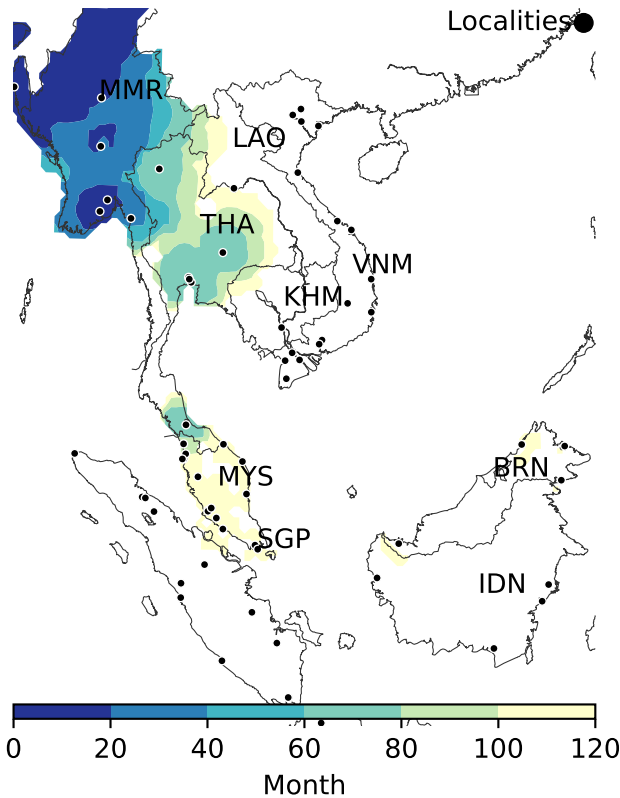 Localities
MMR
LAO
THA
VNM
KHM
MYS
BRN
SGP
IDN
0 20 40 60 80 100 120
Month